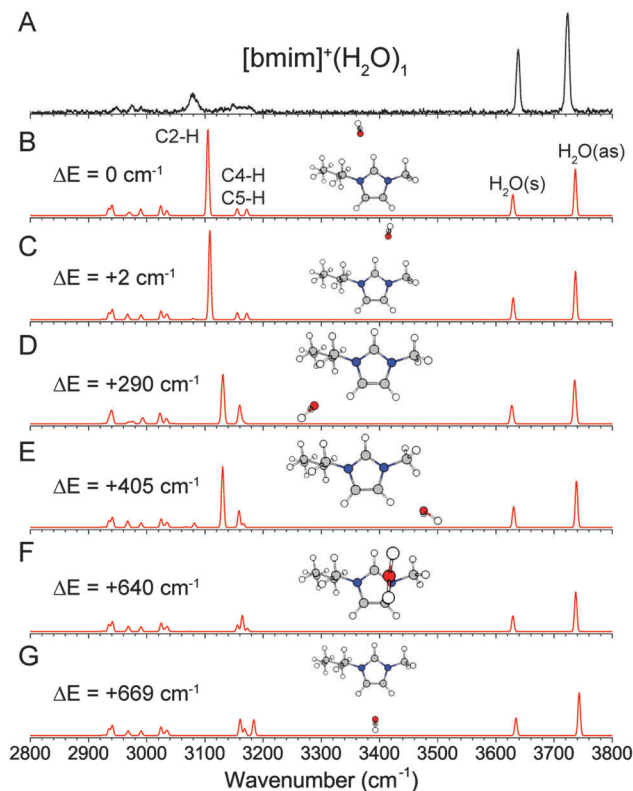 A
[bmim]⁺(H₂O)₁
B
C2-H
H₂O(as)
ΔE = 0 cm⁻¹
C4-H
C5-H
H₂O(s)
C
ΔE = +2 cm⁻¹
D
ΔE = +290 cm⁻¹
E
ΔE = +405 cm⁻¹
F
ΔE = +640 cm⁻¹
G
ΔE = +669 cm⁻¹
2800 2900 3000 3100 3200 3300 3400 3500 3600 3700 3800
Wavenumber (cm⁻¹)